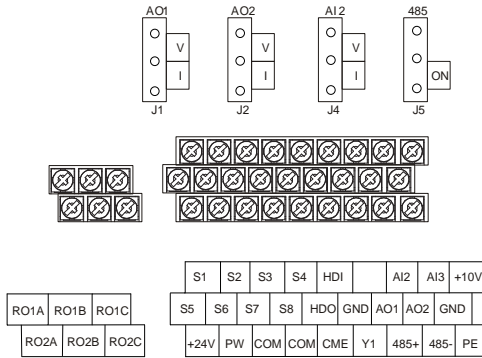 AO1 AO2 AI2 485
V V V
I I I ON
J1 J2 J4 J5
S1 S2 S3 S4 HDI AI2 AI3 +10V
RO1A RO1B RO1C S5 S6 S7 S8 HDO GND AO1 AO2 GND
RO2A RO2B RO2C +24V PW COM COM CME Y1 485+ 485- PE